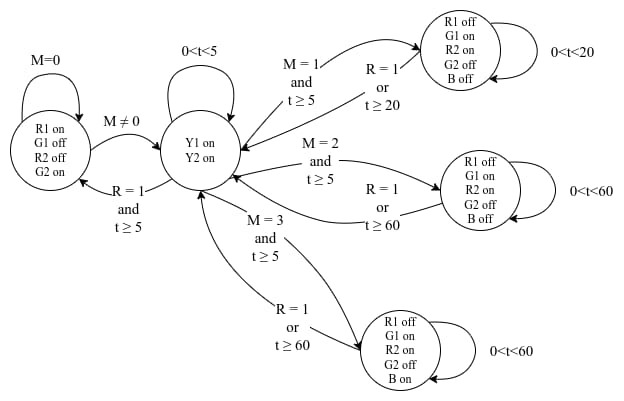 M=0
R1 on
G1 off
R2 off
G2 on
M ≠ 0
0<t<5
Y1 on
Y2 on
R = 1
and
t ≥ 5
M = 1
and
t ≥ 5
R = 1
or
t ≥ 20
R1 off
G1 on
R2 on
G2 off
B off
0<t<20
M = 2
and
t ≥ 5
R = 1
or
t ≥ 60
R1 off
G1 on
R2 on
G2 off
B off
0<t<60
M = 3
and
t ≥ 5
R = 1
or
t ≥ 60
R1 off
G1 on
R2 on
G2 off
B on
0<t<60